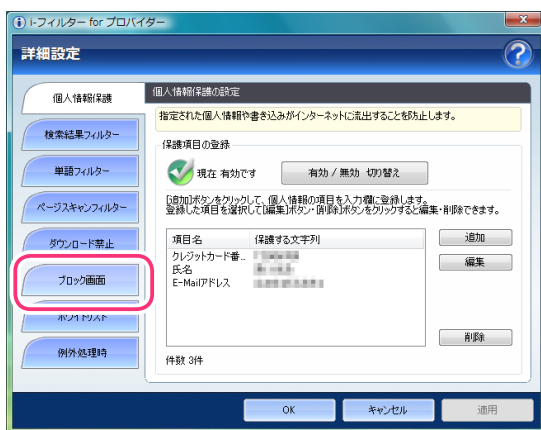 i-フィルター for プロバイダー
詳細設定
個人情報保護
検索結果フィルター
単語フィルター
ページスキャンフィルター
ダウンロード禁止
ブロック画面
ホワイトリスト
例外処理時
個人情報保護の設定
指定された個人情報や書き込みがインターネットに流出することを防止します。
保護項目の登録
現在 有効です
有効 / 無効 切り替え
[追加]ボタンをクリックして、個人情報の項目を入力欄に登録します。
登録した項目を選択して[編集]ボタン・[削除]ボタンをクリックすると編集・削除できます。
項目名 保護する文字列
クレジットカード番...
氏名
E-Mailアドレス
追加
編集
削除
件数 3件
OK キャンセル 適用